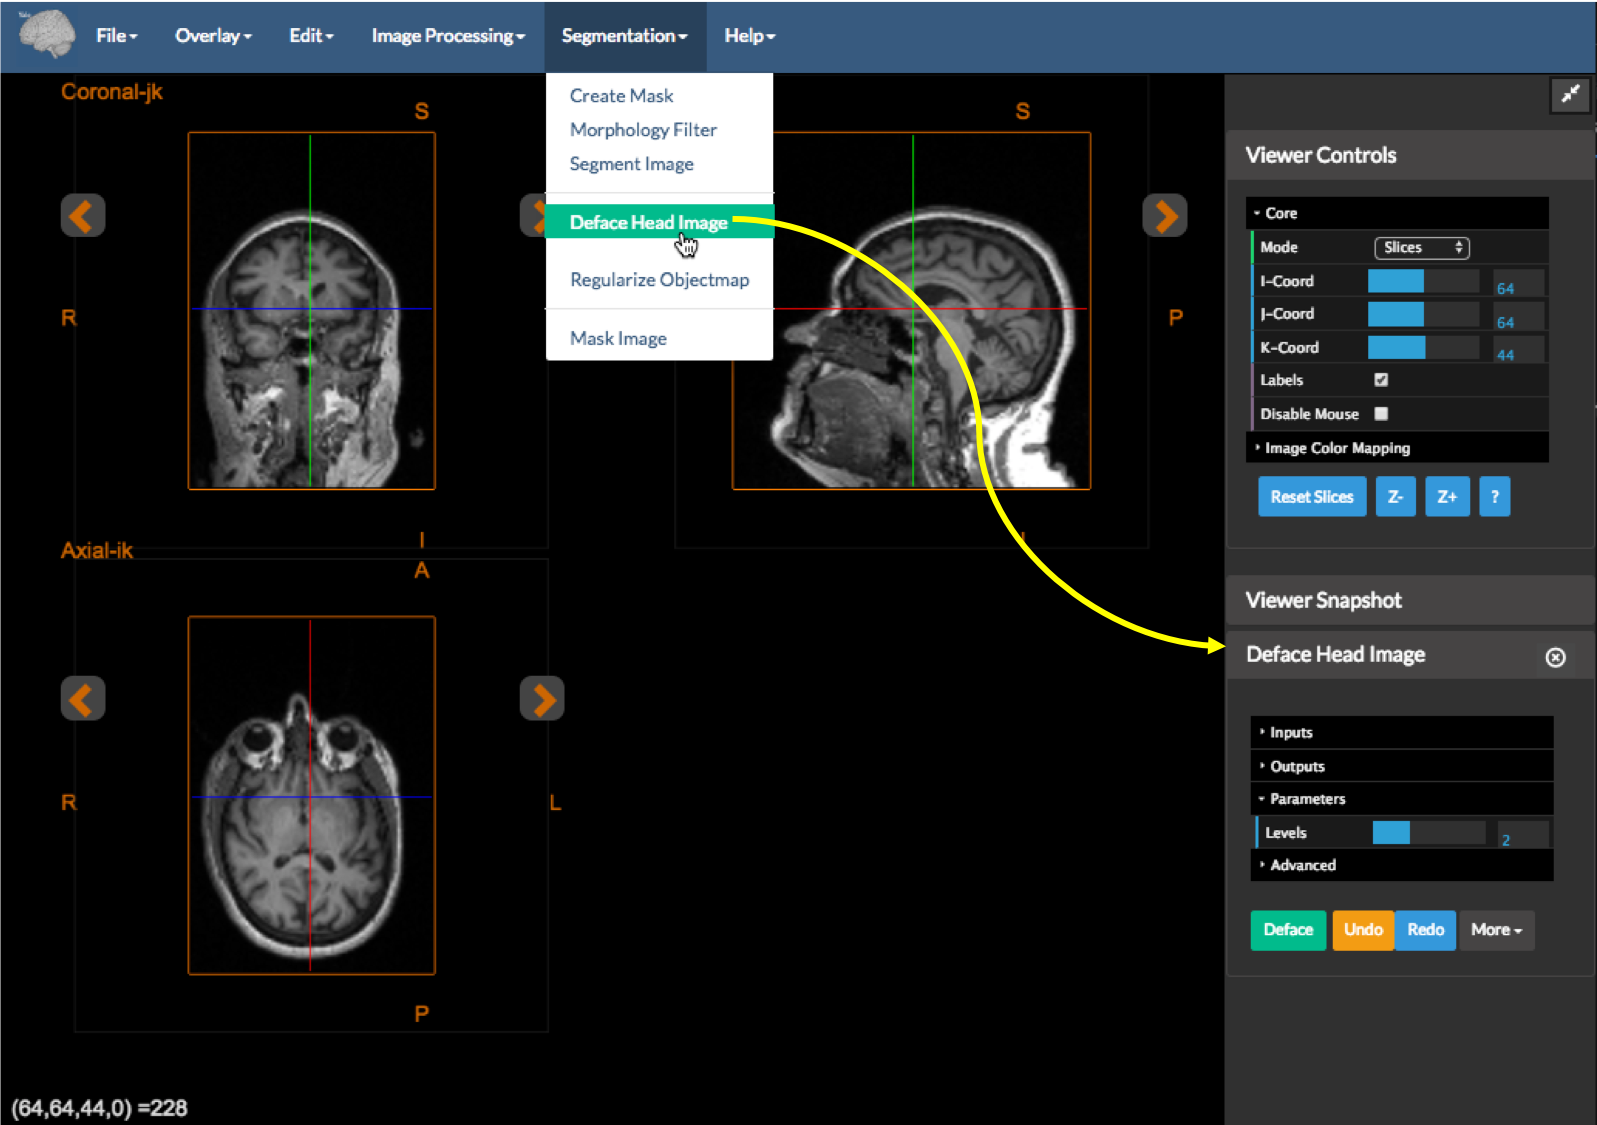 File
Overlay
Edit
Image Processing
Segmentation
Help
Coronal-jk
S
R
I
Create Mask
Morphology Filter
Segment Image
Deface Head Image
Regularize Objectmap
Mask Image
S
P
Axial-ik
A
R
L
P
(64,64,44,0) =228
Viewer Controls
Core
Mode Slices
I-Coord 64
J-Coord 64
K-Coord 44
Labels
Disable Mouse
Image Color Mapping
Reset Slices Z- Z+ ?
Viewer Snapshot
Deface Head Image
Inputs
Outputs
Parameters
Levels 2
Advanced
Deface Undo Redo More